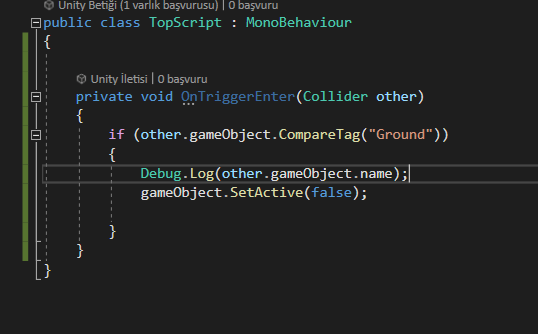 Unity Betiği (1 varlık başvurusu) | 0 başvuru
public class TopScript : MonoBehaviour
{
Unity İletisi | 0 başvuru
private void OnTriggerEnter(Collider other)
{
if (other.gameObject.CompareTag("Ground"))
{
Debug.Log(other.gameObject.name);
gameObject.SetActive(false);
}
}
}